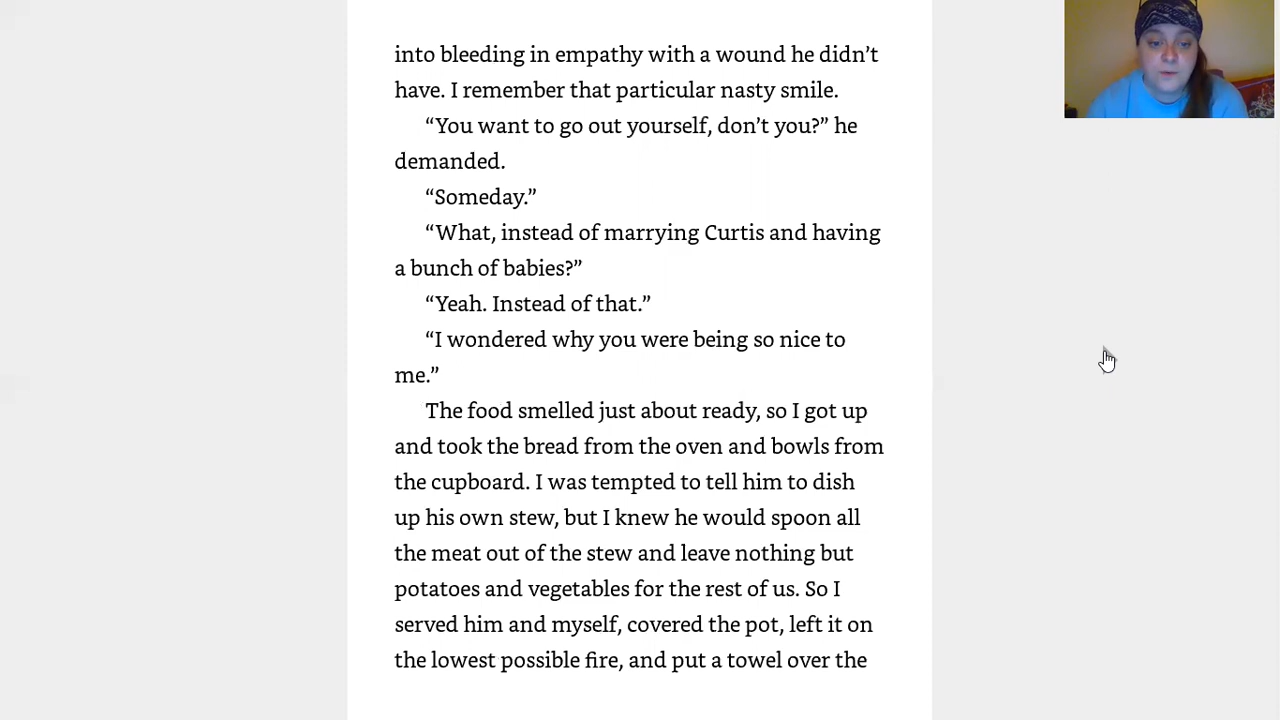 into bleeding in empathy with a wound he didn’t
have. I remember that particular nasty smile.
“You want to go out yourself, don’t you?” he
demanded.
“Someday.”
“What, instead of marrying Curtis and having
a bunch of babies?”
“Yeah. Instead of that.”
“I wondered why you were being so nice to
me.”
The food smelled just about ready, so I got up
and took the bread from the oven and bowls from
the cupboard. I was tempted to tell him to dish
up his own stew, but I knew he would spoon all
the meat out of the stew and leave nothing but
potatoes and vegetables for the rest of us. So I
served him and myself, covered the pot, left it on
the lowest possible fire, and put a towel over the